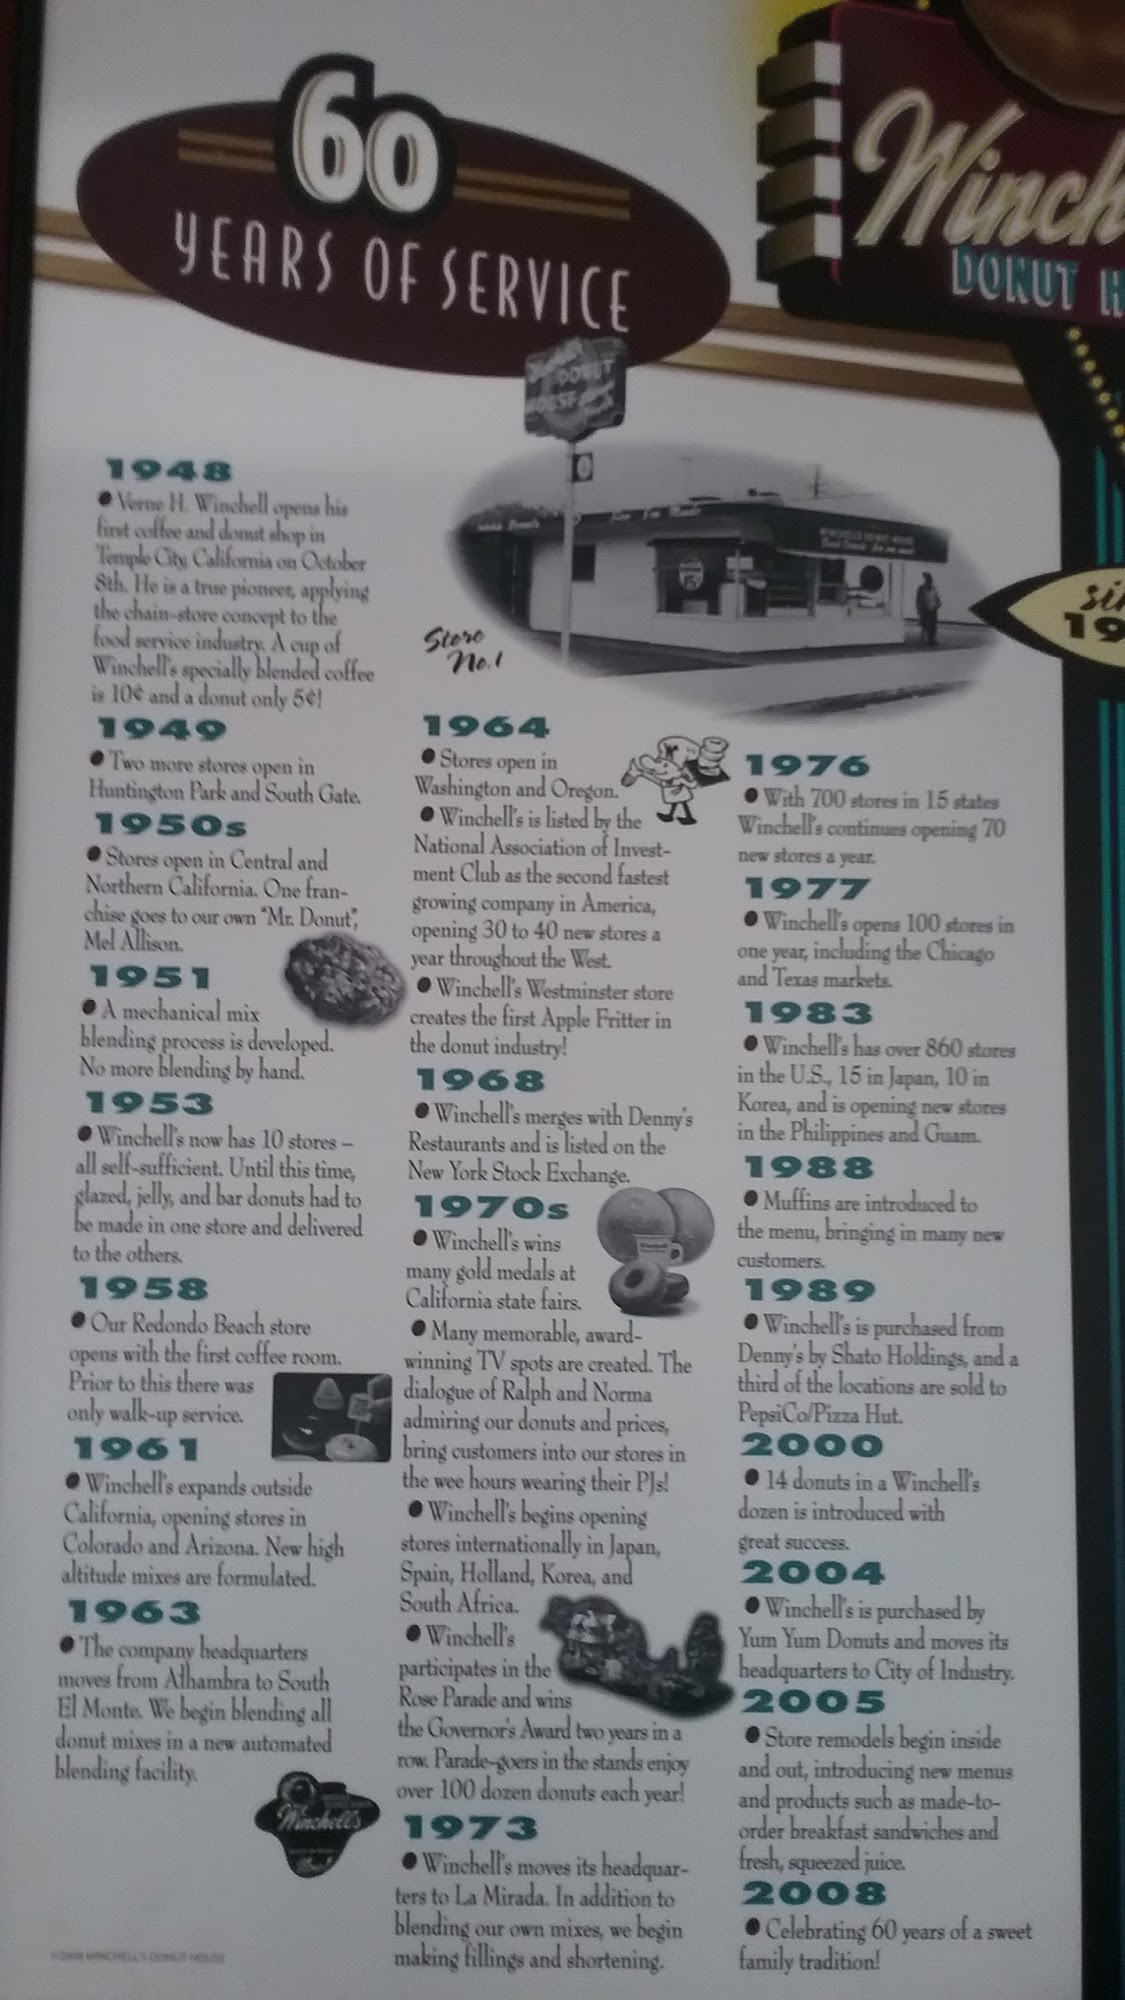 60
YEARS OF SERVICE
Winch
DONUT H
DONUT
HOUSE
1948
• Verne H. Winchell opens his
first coffee and donut shop in
Temple City, California on October
8th. He is a true pioneer, applying
the chain-store concept to the
food service industry. A cup of
Winchell's specially blended coffee
is 10¢ and a donut only 5¢!
1949
• Two more stores open in
Huntington Park and South Gate.
1950s
• Stores open in Central and
Northern California. One fran-
chise goes to our own "Mr. Donut",
Mel Allison.
1951
• A mechanical mix
blending process is developed.
No more blending by hand.
1953
• Winchell's now has 10 stores –
all self-sufficient. Until this time,
glazed, jelly, and bar donuts had to
be made in one store and delivered
to the others.
1958
• Our Redondo Beach store
opens with the first coffee room.
Prior to this there was
only walk-up service.
1961
• Winchell's expands outside
California, opening stores in
Colorado and Arizona. New high
altitude mixes are formulated.
1963
• The company headquarters
moves from Alhambra to South
El Monte. We begin blending all
donut mixes in a new automated
blending facility.
Winchell's
©2008 WINCHELL'S DONUT HOUSE
Store
No. 1
1964
• Stores open in
Washington and Oregon.
• Winchell's is listed by the
National Association of Invest-
ment Club as the second fastest
growing company in America,
opening 30 to 40 new stores a
year throughout the West.
• Winchell's Westminster store
creates the first Apple Fritter in
the donut industry!
1968
• Winchell's merges with Denny's
Restaurants and is listed on the
New York Stock Exchange.
1970s
• Winchell's wins
many gold medals at
California state fairs.
• Many memorable, award-
winning TV spots are created. The
dialogue of Ralph and Norma
admiring our donuts and prices,
bring customers into our stores in
the wee hours wearing their PJs!
• Winchell's begins opening
stores internationally in Japan,
Spain, Holland, Korea, and
South Africa.
• Winchell's
participates in the
Rose Parade and wins
the Governor's Award two years in a
row. Parade-goers in the stands enjoy
over 100 dozen donuts each year!
1973
• Winchell's moves its headquar-
ters to La Mirada. In addition to
blending our own mixes, we begin
making fillings and shortening.
sin
19
1976
• With 700 stores in 15 states
Winchell's continues opening 70
new stores a year.
1977
• Winchell's opens 100 stores in
one year, including the Chicago
and Texas markets.
1983
• Winchell's has over 860 stores
in the U.S., 15 in Japan, 10 in
Korea, and is opening new stores
in the Philippines and Guam.
1988
• Muffins are introduced to
the menu, bringing in many new
customers.
1989
• Winchell's is purchased from
Denny's by Shato Holdings, and a
third of the locations are sold to
PepsiCo/Pizza Hut.
2000
• 14 donuts in a Winchell's
dozen is introduced with
great success.
2004
• Winchell's is purchased by
Yum Yum Donuts and moves its
headquarters to City of Industry.
2005
• Store remodels begin inside
and out, introducing new menus
and products such as made-to-
order breakfast sandwiches and
fresh, squeezed juice.
2008
• Celebrating 60 years of a sweet
family tradition!